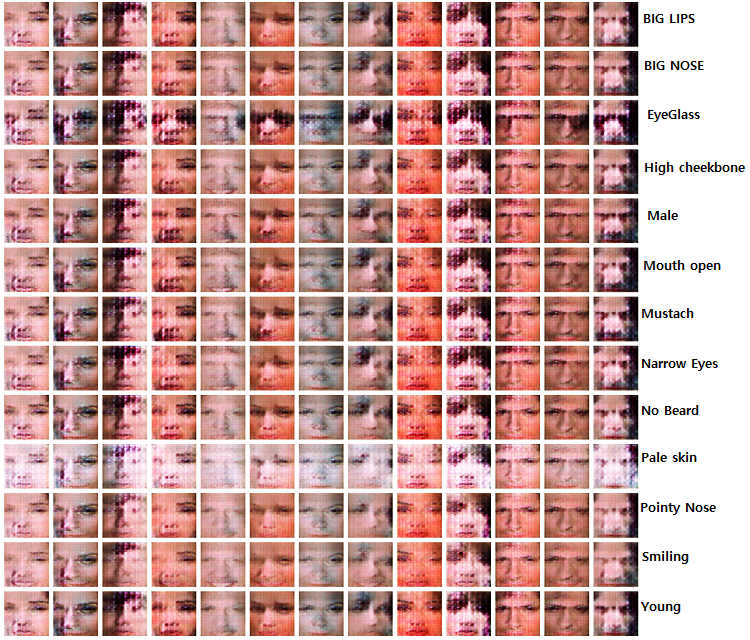 BIG LIPS
BIG NOSE
EyeGlass
High cheekbone
Male
Mouth open
Mustach
Narrow Eyes
No Beard
Pale skin
Pointy Nose
Smiling
Young